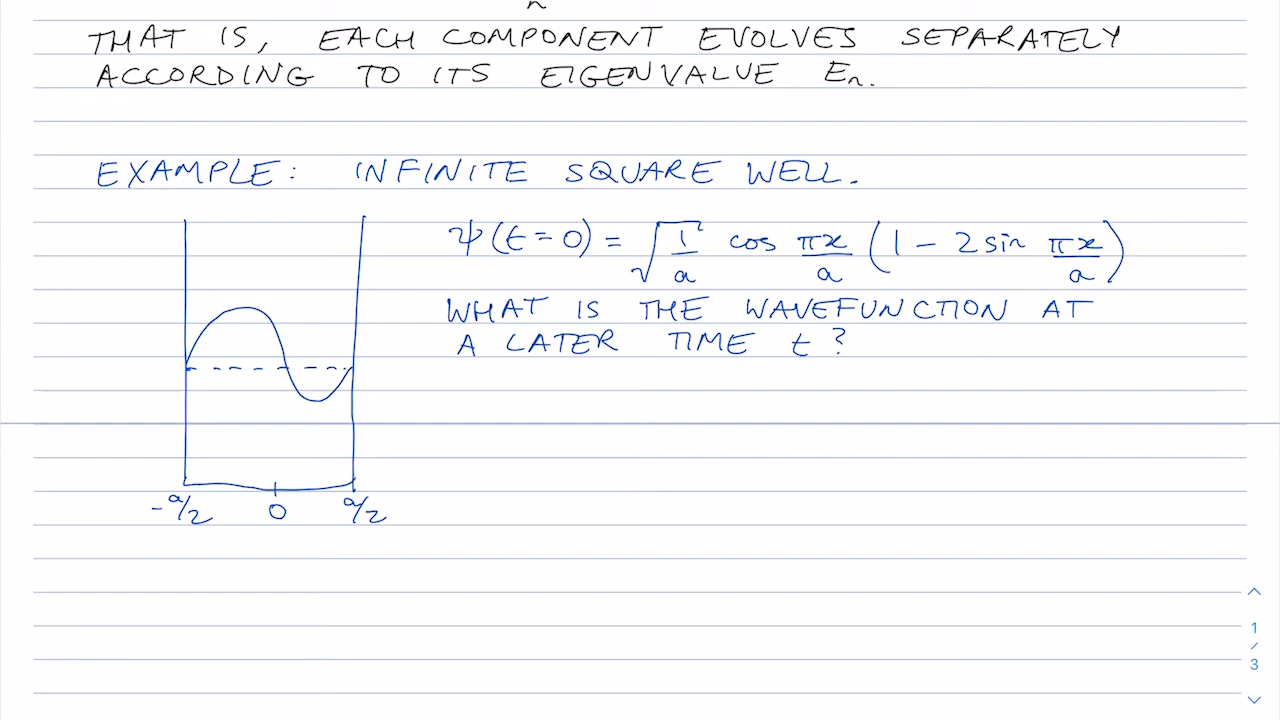 n
THAT IS, EACH COMPONENT EVOLVES SEPARATELY
ACCORDING TO ITS EIGENVALUE Eₙ.
EXAMPLE: INFINITE SQUARE WELL.
ψ(t=0) = √(1/a) cos πx/a (1 − 2 sin πx/a)
WHAT IS THE WAVEFUNCTION AT
A LATER TIME t?
-a/2 0 a/2
1
/
3